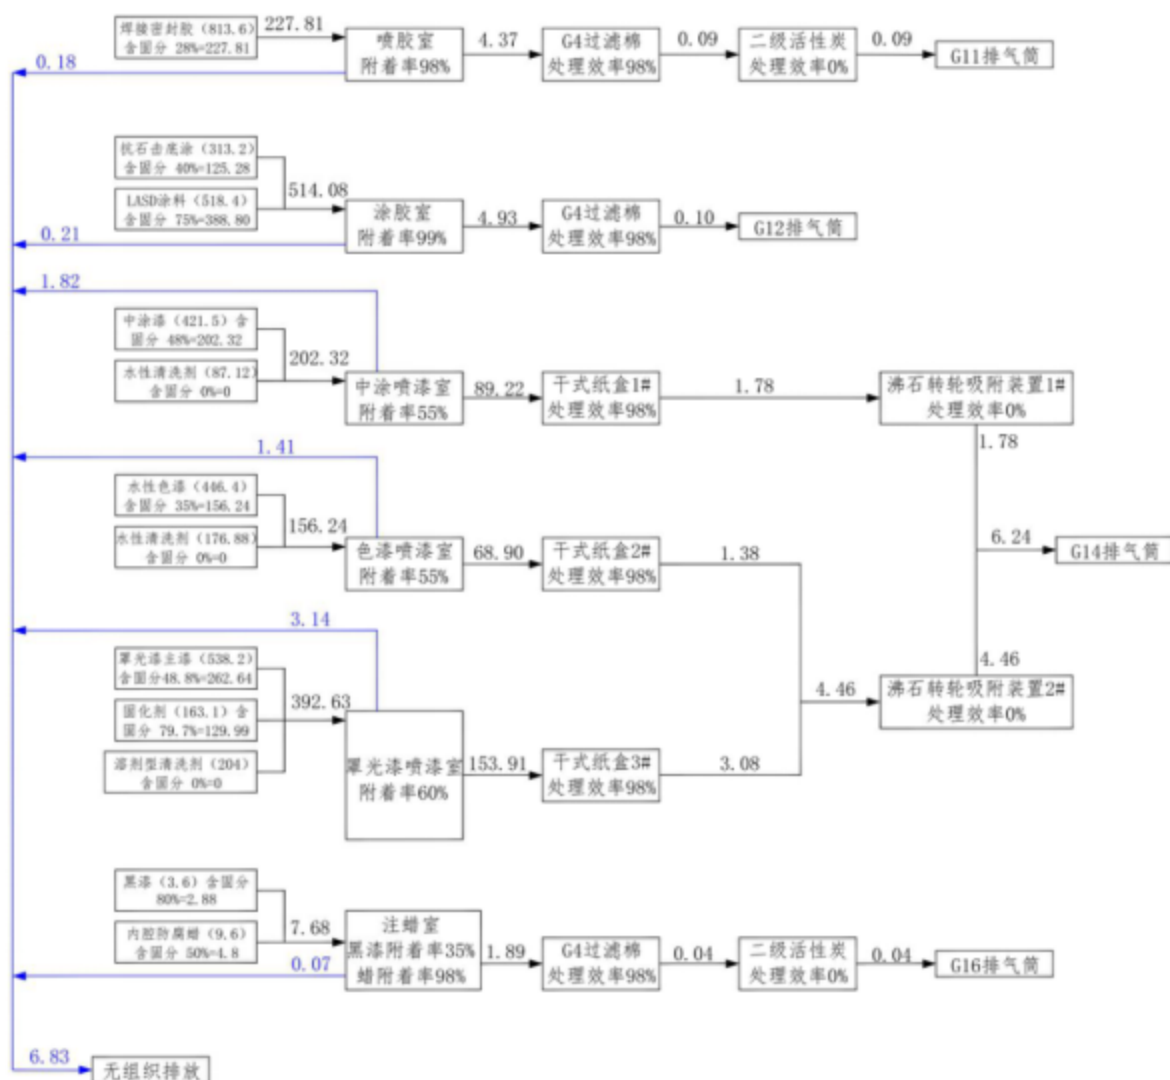 焊接密封胶（813.6）
含固分 28%=227.81
227.81
喷胶室
附着率98%
4.37
G4过滤棉
处理效率98%
0.09
二级活性炭
处理效率0%
0.09
G11排气筒
0.18
抗石击底涂（313.2）
含固分 40%=125.28
LASD涂料（518.4）
含固分 75%=388.80
514.08
涂胶室
附着率99%
4.93
G4过滤棉
处理效率98%
0.10
G12排气筒
0.21
1.82
中涂漆（421.5）含
固分 48%=202.32
水性清洗剂（87.12）
含固分 0%=0
202.32
中涂喷漆室
附着率55%
89.22
干式纸盒1#
处理效率98%
1.78
沸石转轮吸附装置1#
处理效率0%
1.78
1.41
水性色漆（446.4）
含固分 35%=156.24
水性清洗剂（176.88）
含固分 0%=0
156.24
色漆喷漆室
附着率55%
68.90
干式纸盒2#
处理效率98%
1.38
6.24
G14排气筒
3.14
罩光漆主漆（538.2）
含固分48.8%=262.64
固化剂（163.1）含
固分 79.7%=129.99
溶剂型清洗剂（204）
含固分 0%=0
392.63
罩光漆喷漆室
附着率60%
153.91
干式纸盒3#
处理效率98%
3.08
4.46
4.46
沸石转轮吸附装置2#
处理效率0%
黑漆（3.6）含固分
80%=2.88
内腔防腐蜡（9.6）
含固分 50%=4.8
7.68
注蜡室
黑漆附着率35%
蜡附着率98%
1.89
G4过滤棉
处理效率98%
0.04
二级活性炭
处理效率0%
0.04
G16排气筒
0.07
6.83
无组织排放